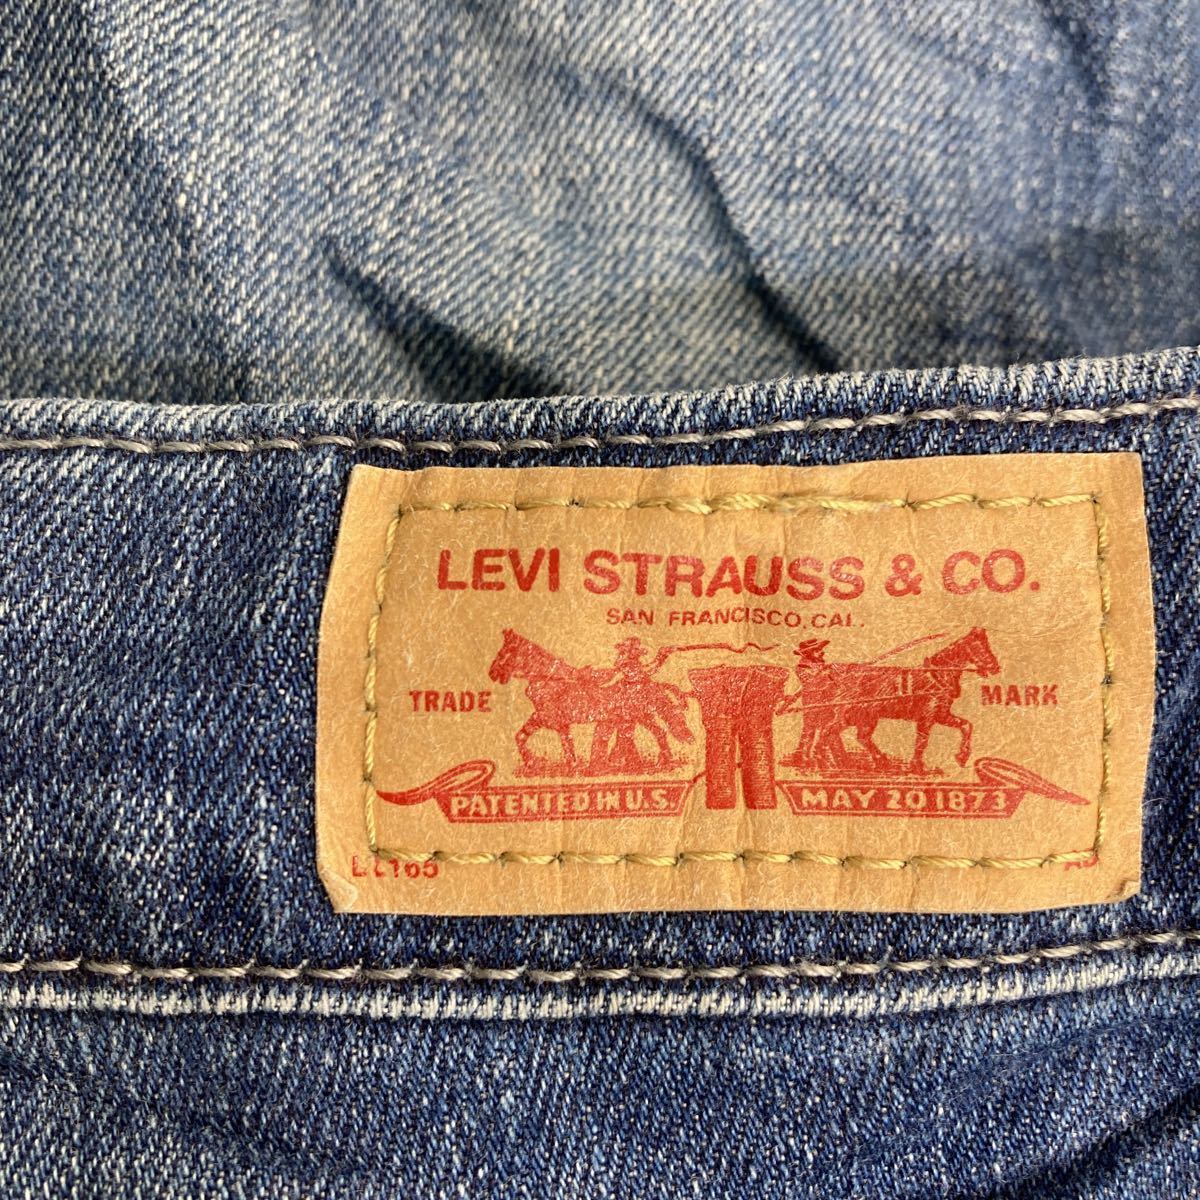 LEVI STRAUSS & CO.
SAN FRANCISCO, CAL.
TRADE MARK
PATENTED IN U.S. MAY 20 1873